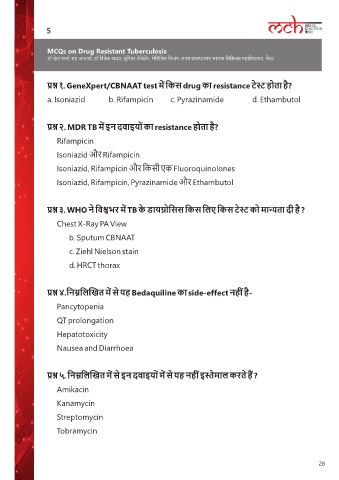 5
mch
MCQs on Drug Resistant Tuberculosis
प्रश्न १. GeneXpert/CBNAAT test में किस drug का resistance टेस्ट होता है?
a. Isoniazid b. Rifampicin c. Pyrazinamide d. Ethambutol
प्रश्न २. MDR TB में इन दवाइयों का resistance होता है?
Rifampicin
Isoniazid और Rifampicin
Isoniazid, Rifampicin और किसी एक Fluoroquinolones
Isoniazid, Rifampicin, Pyrazinamide और Ethambutol
प्रश्न ३. WHO ने विश्वभर में TB के डायग्नोसिस किस लिए किस टेस्ट को मान्यता दी है ?
Chest X-Ray PA View
b. Sputum CBNAAT
c. Ziehl Nielson stain
d. HRCT thorax
प्रश्न ४.निम्नलिखित में से यह Bedaquiline का side-effect नहीं है-
Pancytopenia
QT prolongation
Hepatotoxicity
Nausea and Diarrhoea
प्रश्न ५. निम्नलिखित में से इन दवाइयों में से यह नहीं इस्तेमाल करते हैं ?
Amikacin
Kanamycin
Streptomycin
Tobramycin
28